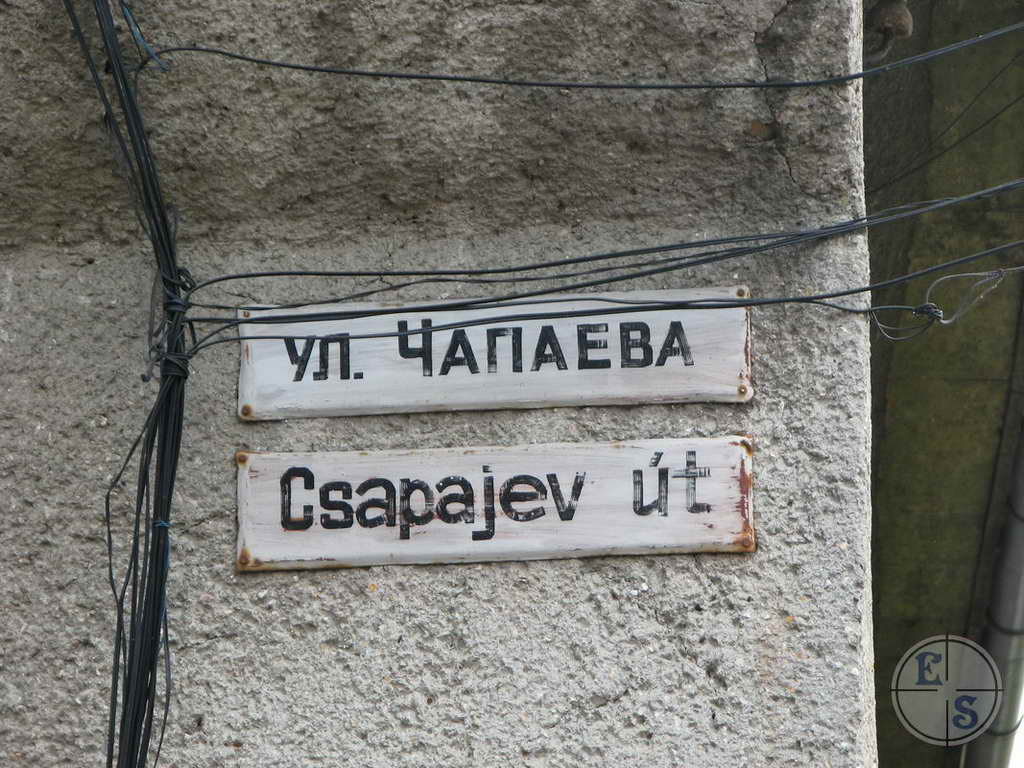 ул. Чапаева
Csapajev út
E
S